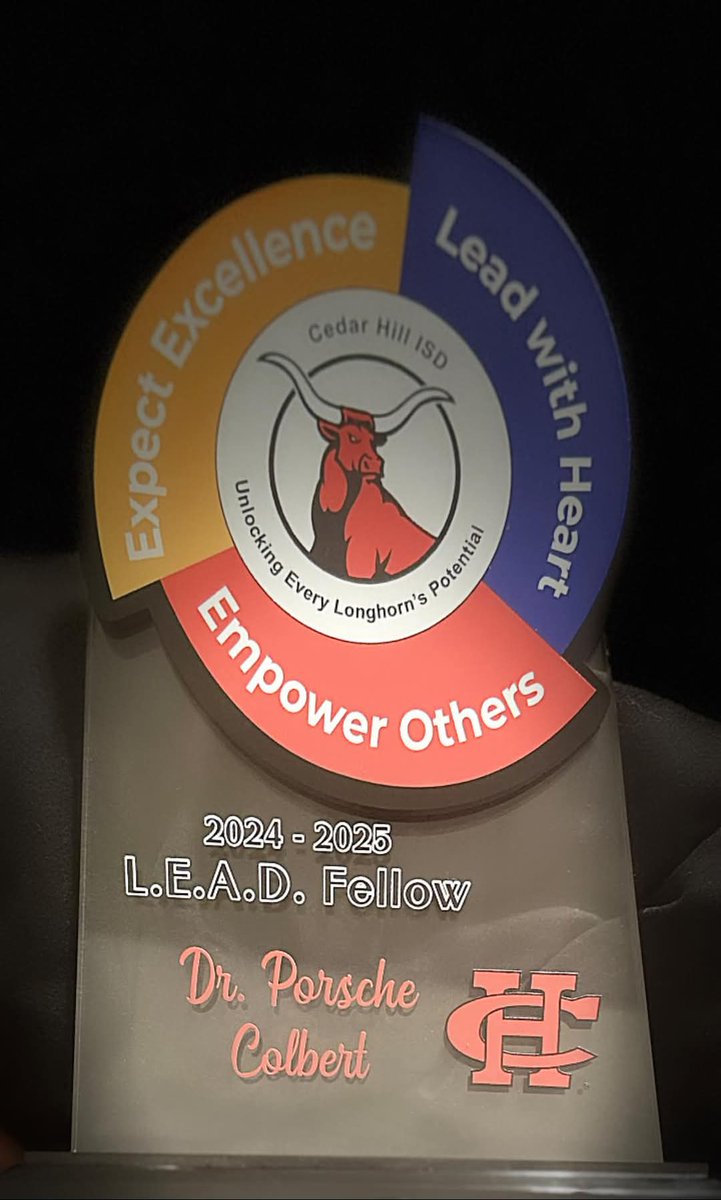 Expect Excellence
Lead with Heart
Cedar Hill ISD
Unlocking Every Longhorn's Potential
Empower Others
2024 - 2025
L.E.A.D. Fellow
Dr. Porsche
Colbert
CH